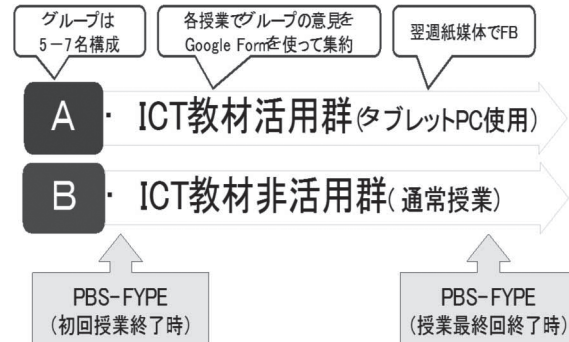 グループは
5－7名構成
各授業でグループの意見を
Google Formを使って集約
翌週紙媒体でFB
A・ICT教材活用群(タブレットPC使用)
B・ICT教材非活用群(通常授業)
PBS-FYPE
(初回授業終了時)
PBS-FYPE
(授業最終回終了時)